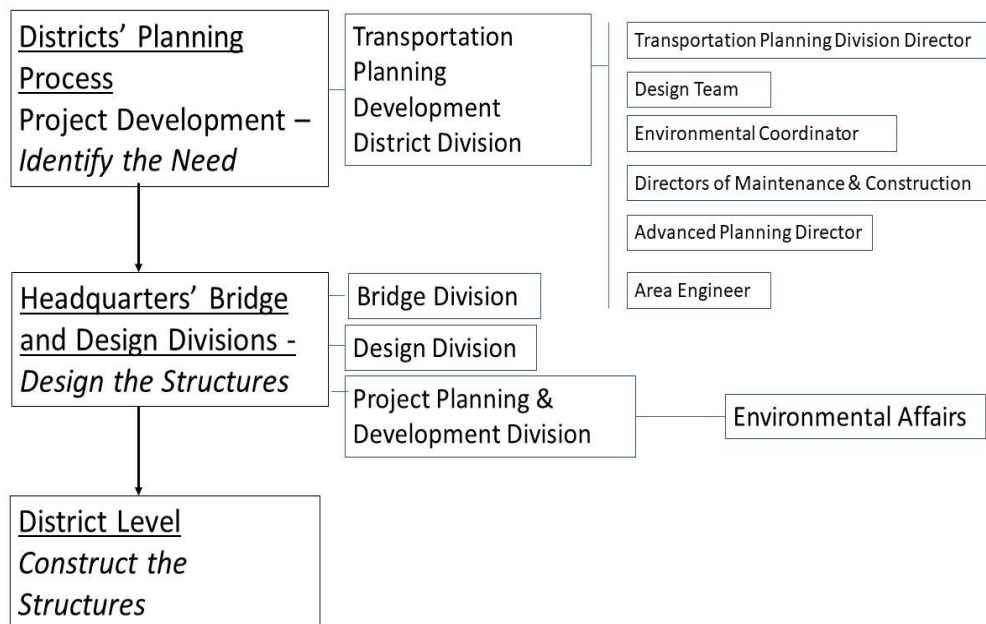 Districts' Planning
Process
Project Development –
Identify the Need
Transportation
Planning
Development
District Division
Transportation Planning Division Director
Design Team
Environmental Coordinator
Directors of Maintenance & Construction
Advanced Planning Director
Area Engineer
Headquarters' Bridge
and Design Divisions -
Design the Structures
Bridge Division
Design Division
Project Planning &
Development Division
Environmental Affairs
District Level
Construct the
Structures